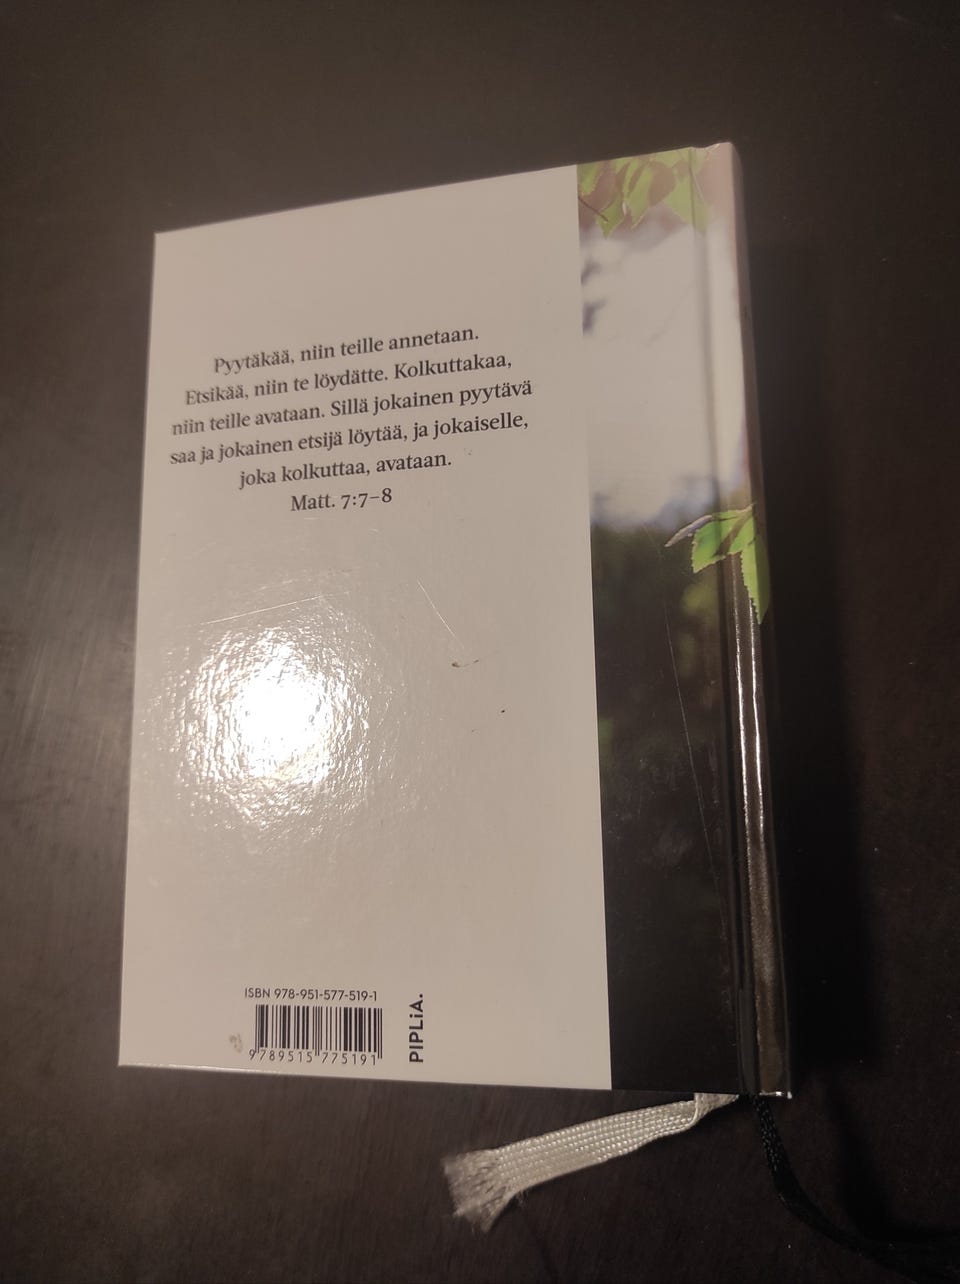 Pyytäkää, niin teille annetaan.
Etsikää, niin te löydätte. Kolkuttakaa,
niin teille avataan. Sillä jokainen pyytävä
saa ja jokainen etsijä löytää, ja jokaiselle,
joka kolkuttaa, avataan.
Matt. 7:7–8
ISBN 978-951-577-519-1
9789515775191
PIPLiA.